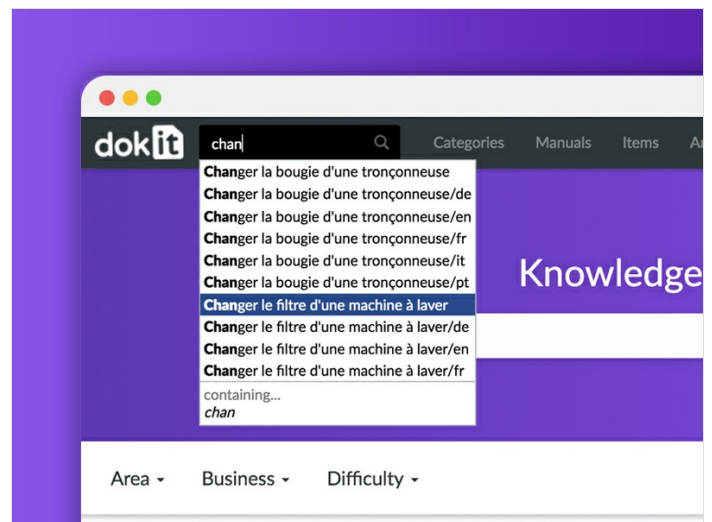 dokit
chan
Categories
Manuals
Items
Changer la bougie d'une tronçonneuse
Changer la bougie d'une tronçonneuse/de
Changer la bougie d'une tronçonneuse/en
Changer la bougie d'une tronçonneuse/fr
Changer la bougie d'une tronçonneuse/it
Changer la bougie d'une tronçonneuse/pt
Changer le filtre d'une machine à laver
Changer le filtre d'une machine à laver/de
Changer le filtre d'une machine à laver/en
Changer le filtre d'une machine à laver/fr
containing...
chan
Knowledge
Area
Business
Difficulty